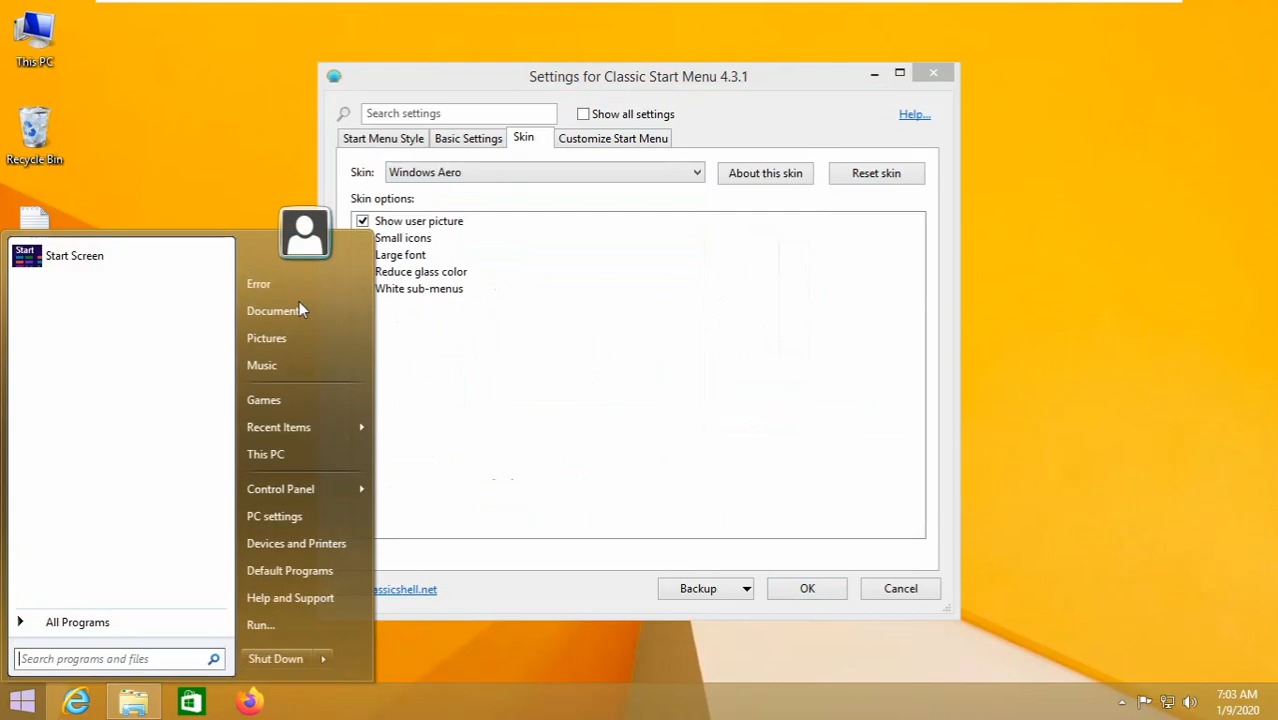 This PC
Recycle Bin
Settings for Classic Start Menu 4.3.1
Search settings
Show all settings
Help...
Start Menu Style
Basic Settings
Skin
Customize Start Menu
Skin:
Windows Aero
About this skin
Reset skin
Skin options:
Show user picture
Small icons
Large font
Reduce glass color
White sub-menus
assicshell.net
Backup
OK
Cancel
Start
Start Screen
All Programs
Search programs and files
Error
Document
Pictures
Music
Games
Recent Items
This PC
Control Panel
PC settings
Devices and Printers
Default Programs
Help and Support
Run...
Shut Down
7:03 AM
1/9/2020